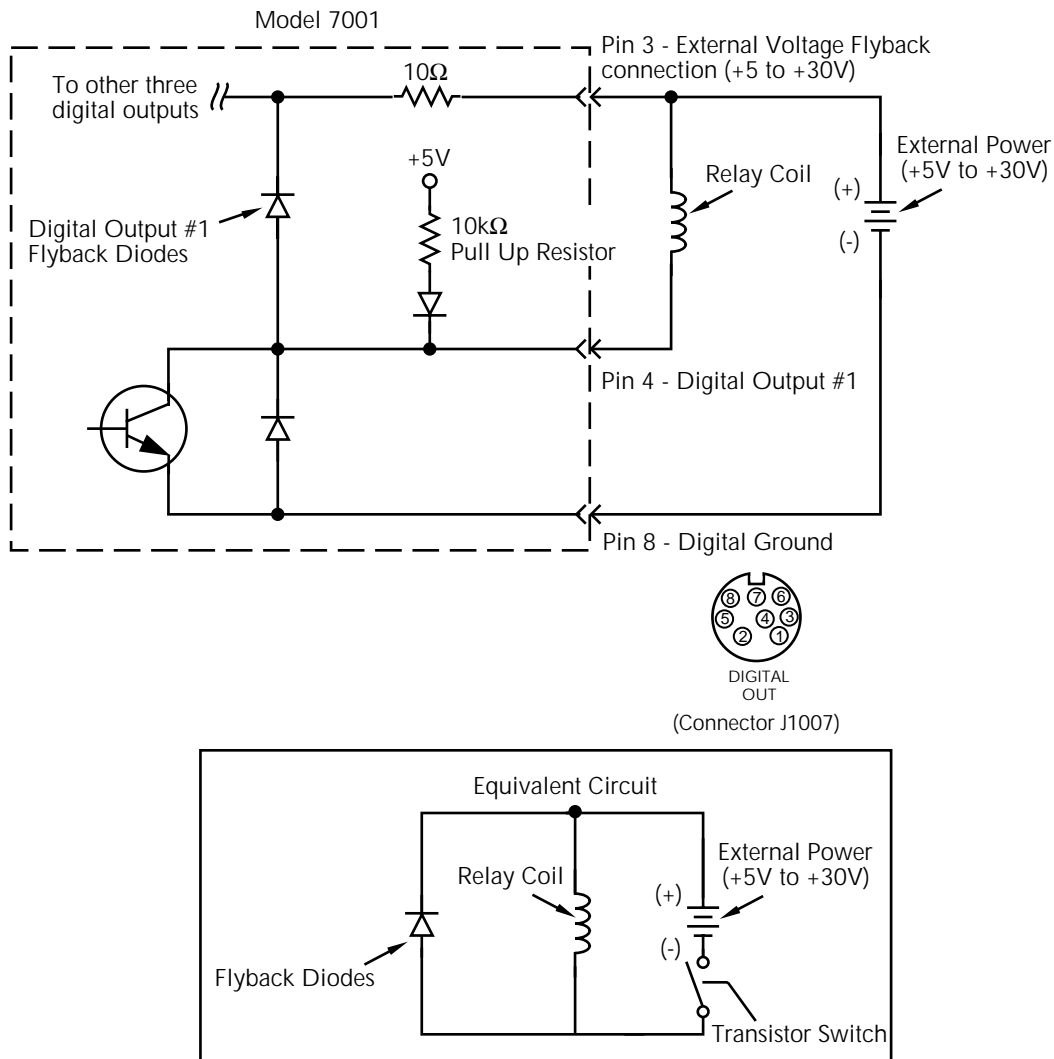 Model 7001
Pin 3 - External Voltage Flyback
connection (+5 to +30V)
To other three
digital outputs
10Ω
+5V
External Power
(+5V to +30V)
Relay Coil
(+)
(-)
Digital Output #1
Flyback Diodes
10kΩ
Pull Up Resistor
Pin 4 - Digital Output #1
Pin 8 - Digital Ground
8 7 6
5 4 3
2 1
DIGITAL
OUT
(Connector J1007)
Equivalent Circuit
Relay Coil
External Power
(+5V to +30V)
(+)
(-)
Flyback Diodes
Transistor Switch